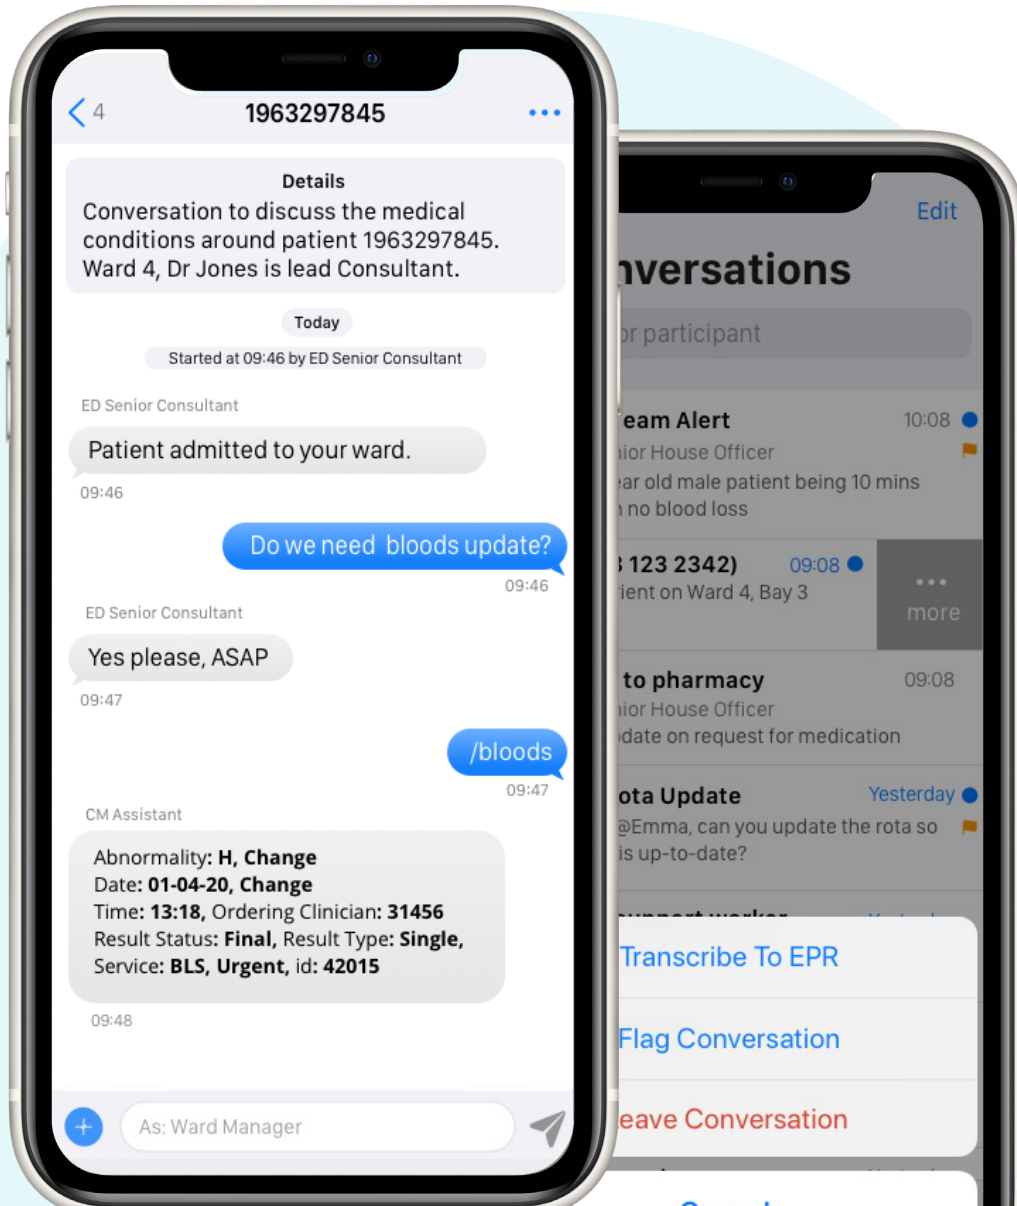 4
1963297845
Details
Conversation to discuss the medical
conditions around patient 1963297845.
Ward 4, Dr Jones is lead Consultant.
Today
Started at 09:46 by ED Senior Consultant
ED Senior Consultant
Patient admitted to your ward.
09:46
Do we need bloods update?
09:46
ED Senior Consultant
Yes please, ASAP
09:47
/bloods
09:47
CM Assistant
Abnormality: H, Change
Date: 01-04-20, Change
Time: 13:18, Ordering Clinician: 31456
Result Status: Final, Result Type: Single,
Service: BLS, Urgent, id: 42015
09:48
As: Ward Manager
Edit
nversations
or participant
eam Alert 10:08
nior House Officer
ear old male patient being 10 mins
no blood loss
123 2342) 09:08
rient on Ward 4, Bay 3
more
to pharmacy 09:08
nior House Officer
date on request for medication
ota Update Yesterday
@Emma, can you update the rota so
is up-to-date?
support worker
Transcribe To EPR
Flag Conversation
eave Conversation